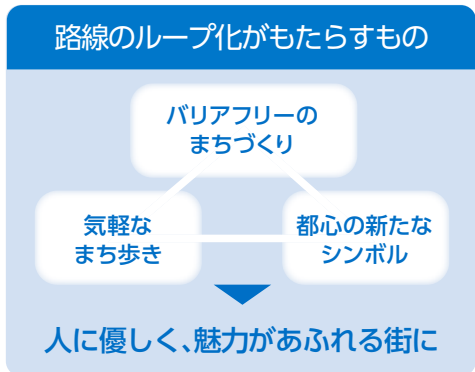 路線のループ化がもたらすもの
バリアフリーの
まちづくり
気軽な
まち歩き
都心の新たな
シンボル
人に優しく、魅力があふれる街に